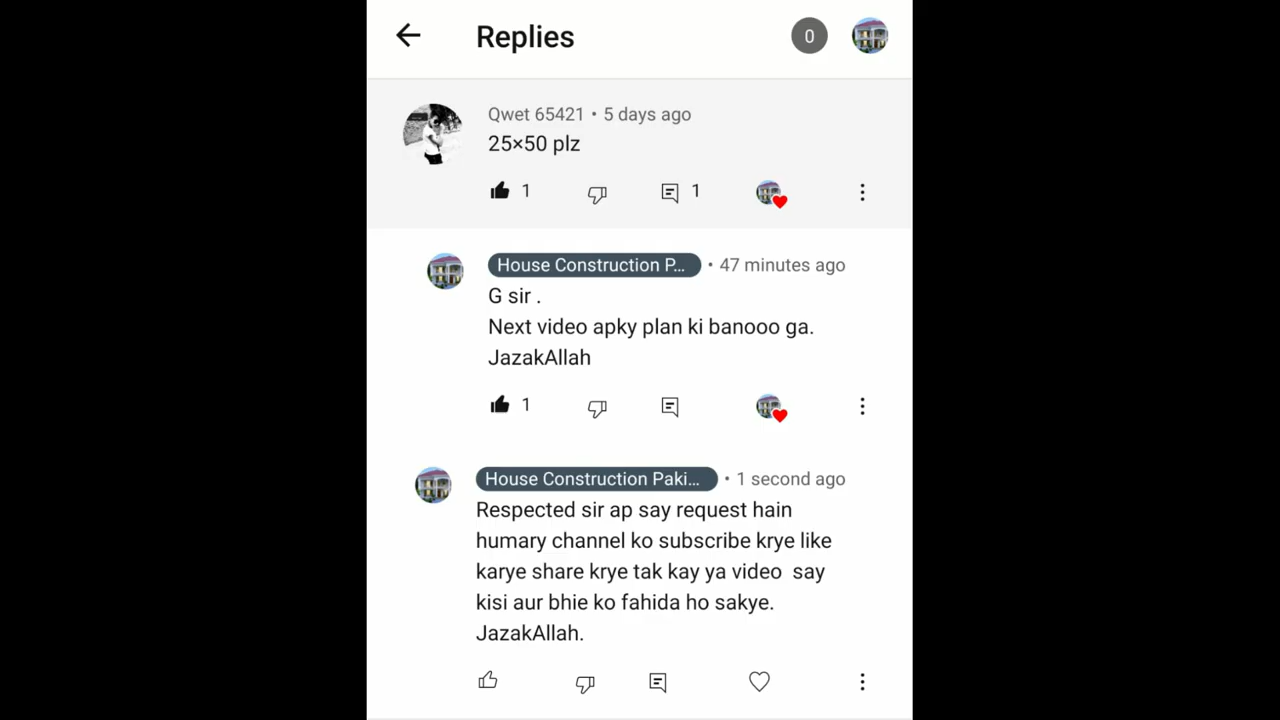 Replies
0
Qwet 65421 • 5 days ago
25×50 plz
1
1
House Construction P... • 47 minutes ago
G sir .
Next video apky plan ki banooo ga.
JazakAllah
1
House Construction Paki... • 1 second ago
Respected sir ap say request hain
humary channel ko subscribe krye like
karye share krye tak kay ya video  say
kisi aur bhie ko fahida ho sakye.
JazakAllah.